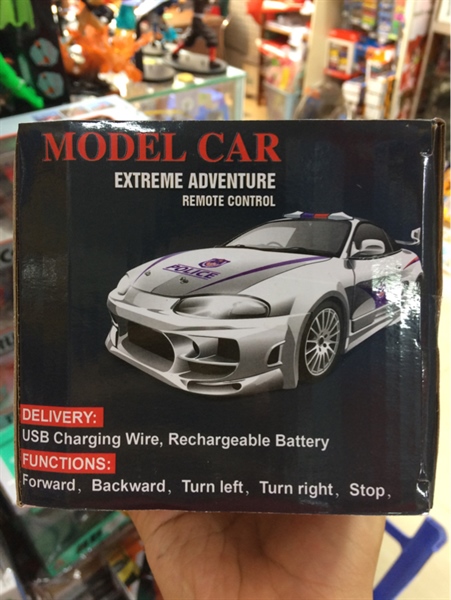 MODEL CAR
EXTREME ADVENTURE
REMOTE CONTROL
POLICE
DELIVERY:
USB Charging Wire, Rechargeable Battery
FUNCTIONS:
Forward, Backward, Turn left, Turn right, Stop,